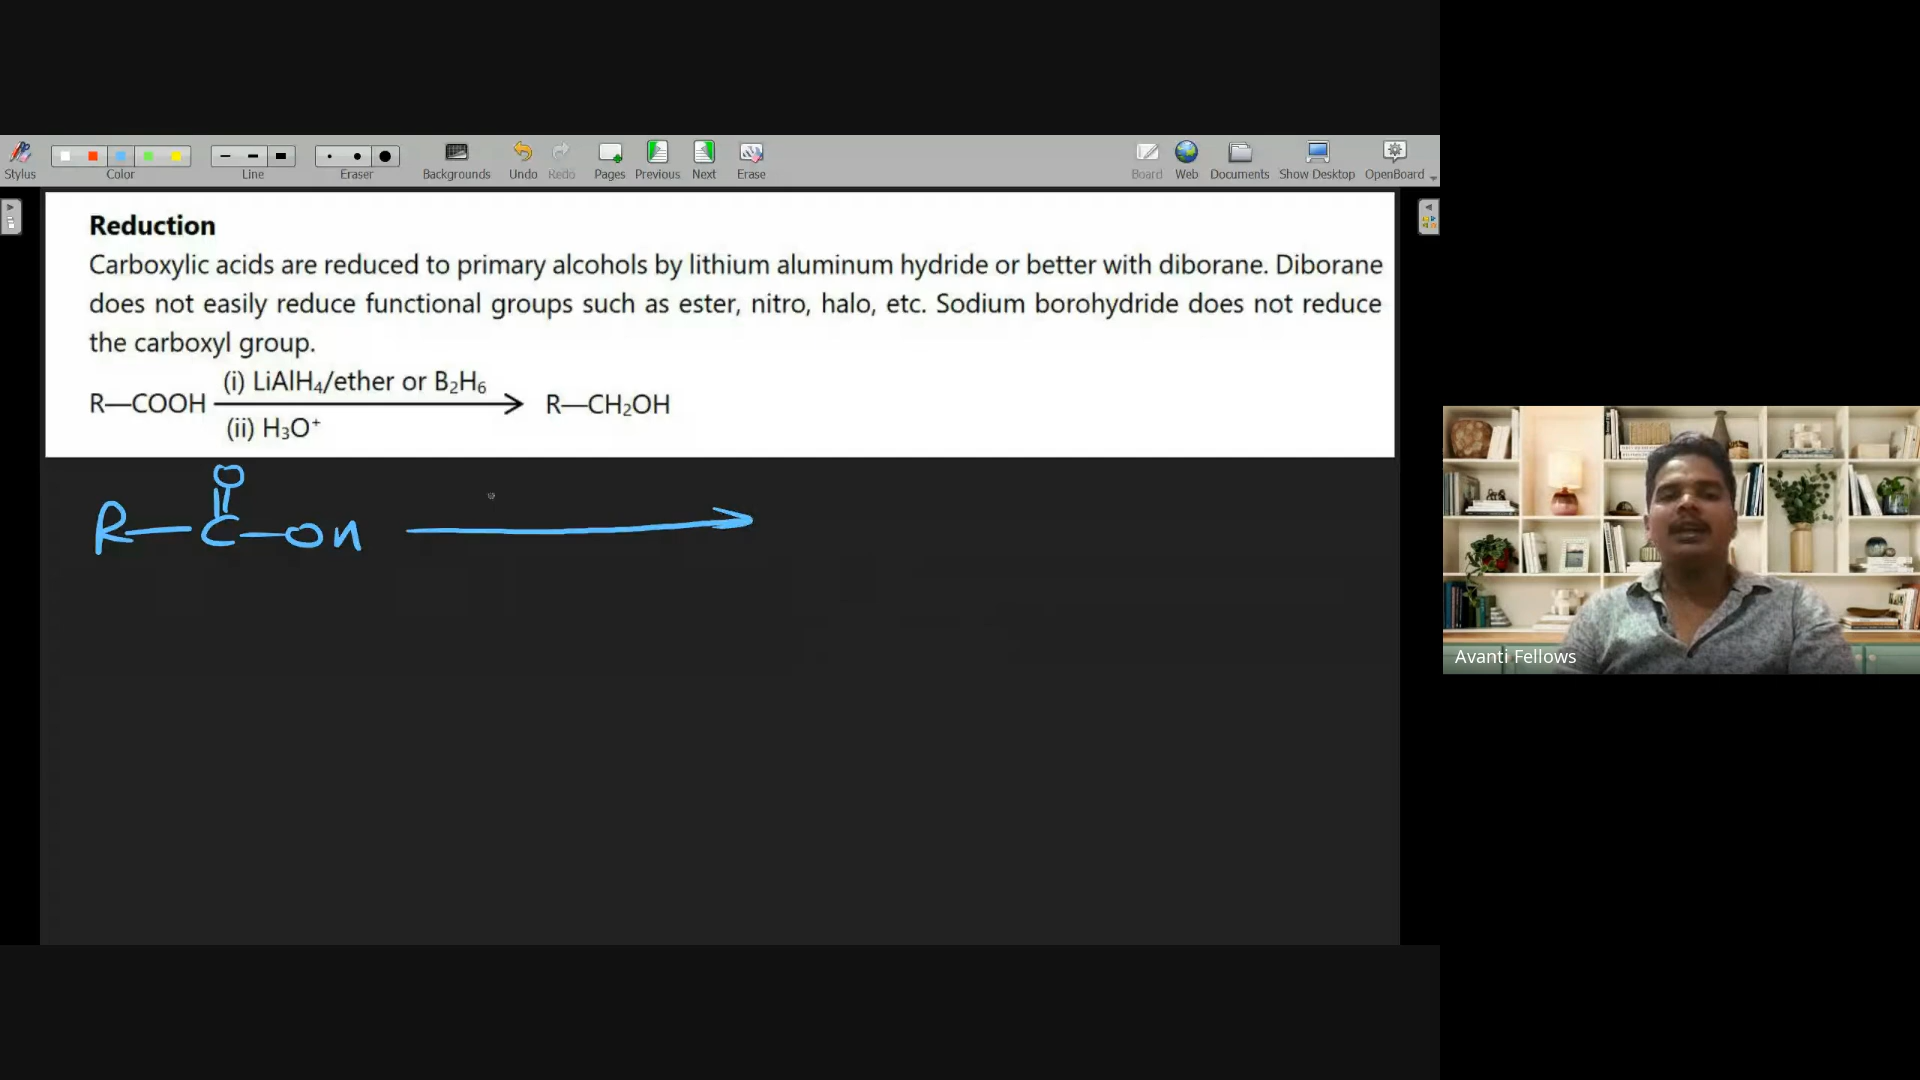 Stylus Color Line Eraser Backgrounds Undo Redo Pages Previous Next Erase Board Web Documents Show Desktop OpenBoard
Reduction
Carboxylic acids are reduced to primary alcohols by lithium aluminum hydride or better with diborane. Diborane
does not easily reduce functional groups such as ester, nitro, halo, etc. Sodium borohydride does not reduce
the carboxyl group.
(i) LiAlH₄/ether or B₂H₆
R—COOH ⟶ R—CH₂OH
(ii) H₃O⁺
O
R—C—OH ⟶
Avanti Fellows